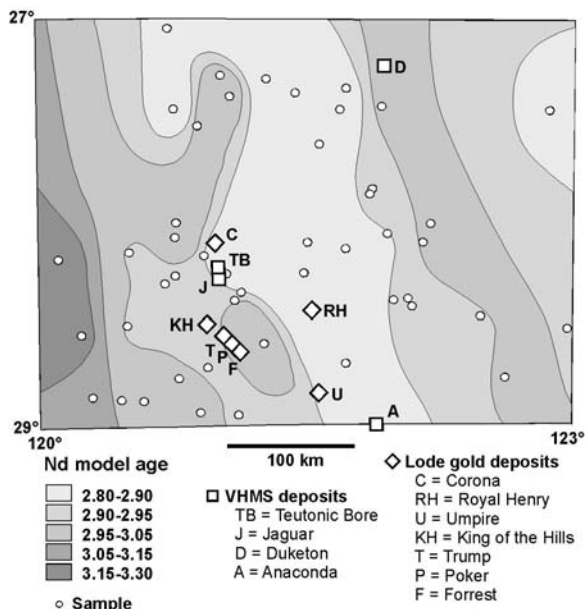 27°
D
C
TB
J
KH
RH
T
P
F
U
A
29°
120°
123°
100 km
Nd model age
2.80-2.90
2.90-2.95
2.95-3.05
3.05-3.15
3.15-3.30
Sample
VHMS deposits
TB = Teutonic Bore
J = Jaguar
D = Duketon
A = Anaconda
Lode gold deposits
C = Corona
RH = Royal Henry
U = Umpire
KH = King of the Hills
T = Trump
P = Poker
F = Forrest